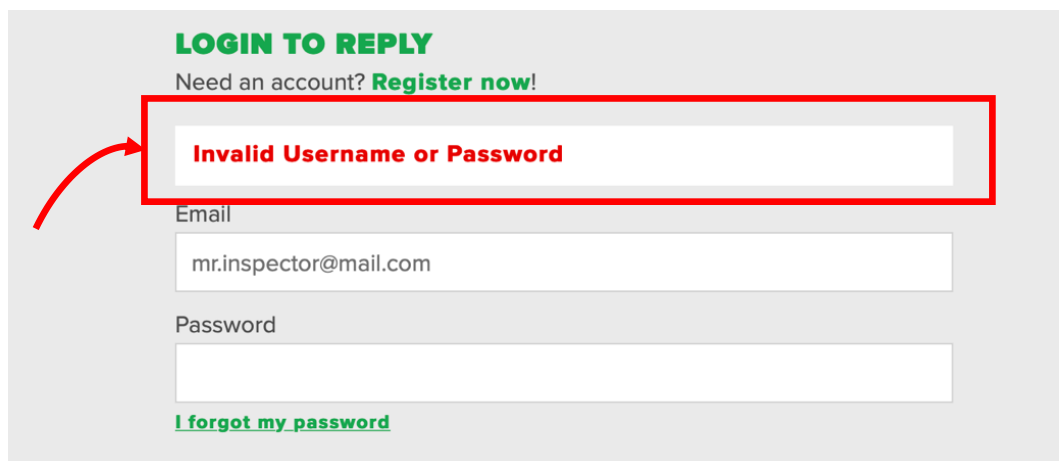 LOGIN TO REPLY
Need an account? Register now!
Invalid Username or Password
Email
mr.inspector@mail.com
Password
I forgot my password